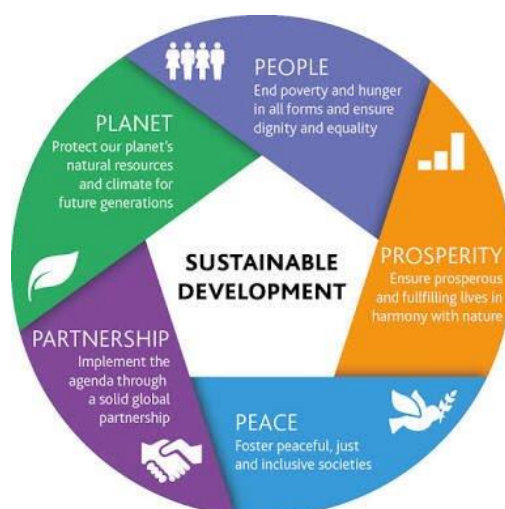 PEOPLE
End poverty and hunger
in all forms and ensure
dignity and equality
PROSPERITY
Ensure prosperous
and fullfilling lives in
harmony with nature
PEACE
Foster peaceful, just
and inclusive societies
PARTNERSHIP
Implement the
agenda through
a solid global
partnership
PLANET
Protect our planet's
natural resources
and climate for
future generations
SUSTAINABLE
DEVELOPMENT